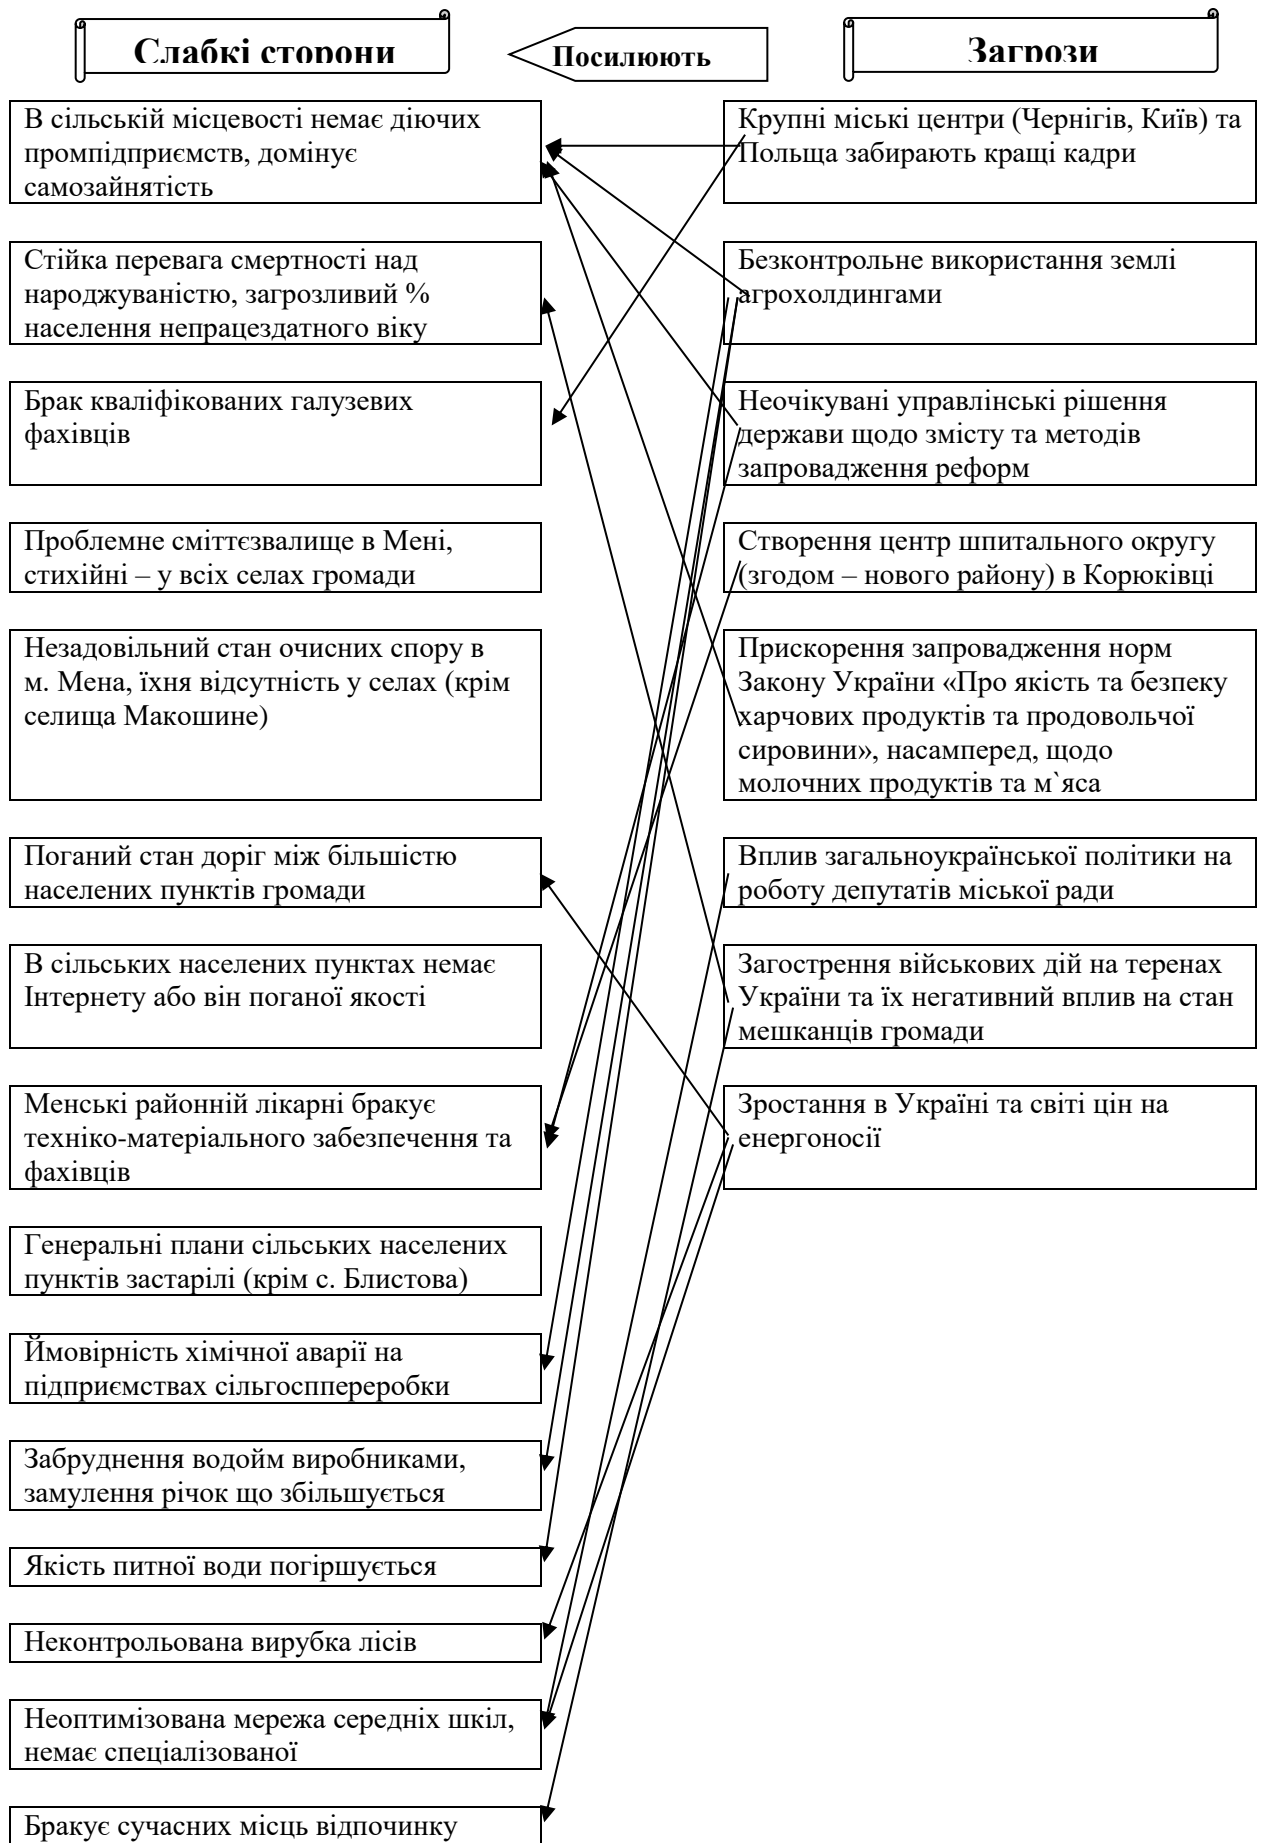 Слабкі сторони
Посилюють
Загрози
В сільській місцевості немає діючих
промпідприємств, домінує
самозайнятість
Стійка перевага смертності над
народжуваністю, загрозливий %
населення непрацездатного віку
Брак кваліфікованих галузевих
фахівців
Проблемне сміттєзвалище в Мені,
стихійні – у всіх селах громади
Незадовільний стан очисних спору в
м. Мена, їхня відсутність у селах (крім
селища Макошине)
Поганий стан доріг між більшістю
населених пунктів громади
В сільських населених пунктах немає
Інтернету або він поганої якості
Менські районній лікарні бракує
техніко-матеріального забезпечення та
фахівців
Генеральні плани сільських населених
пунктів застарілі (крім с. Блистова)
Ймовірність хімічної аварії на
підприємствах сільгосппереробки
Забруднення водойм виробниками,
замулення річок що збільшується
Якість питної води погіршується
Неконтрольована вирубка лісів
Неоптимізована мережа середніх шкіл,
немає спеціалізованої
Бракує сучасних місць відпочинку
Крупні міські центри (Чернігів, Київ) та
Польща забирають кращі кадри
Безконтрольне використання землі
агрохолдингами
Неочікувані управлінські рішення
держави щодо змісту та методів
запровадження реформ
Створення центр шпитального округу
(згодом – нового району) в Корюківці
Прискорення запровадження норм
Закону України «Про якість та безпеку
харчових продуктів та продовольчої
сировини», насамперед, щодо
молочних продуктів та м`яса
Вплив загальноукраїнської політики на
роботу депутатів міської ради
Загострення військових дій на теренах
України та їх негативний вплив на стан
мешканців громади
Зростання в Україні та світі цін на
енергоносії